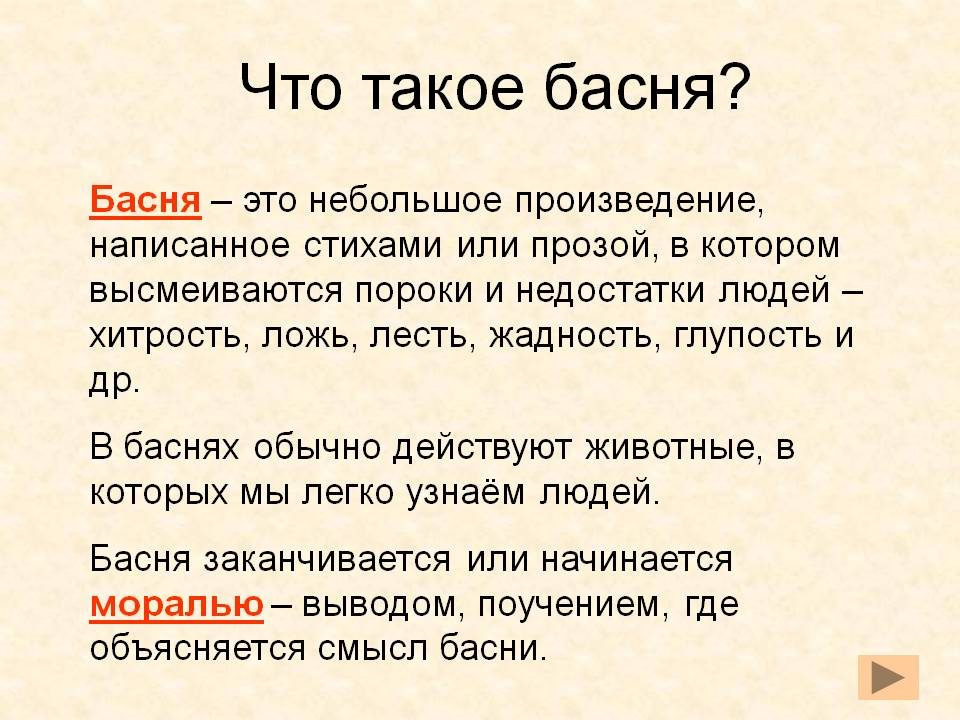 Что такое басня?
Басня – это небольшое произведение,
написанное стихами или прозой, в котором
высмеиваются пороки и недостатки людей –
хитрость, ложь, лесть, жадность, глупость и
др.
В баснях обычно действуют животные, в
которых мы легко узнаём людей.
Басня заканчивается или начинается
моралью – выводом, поучением, где
объясняется смысл басни.